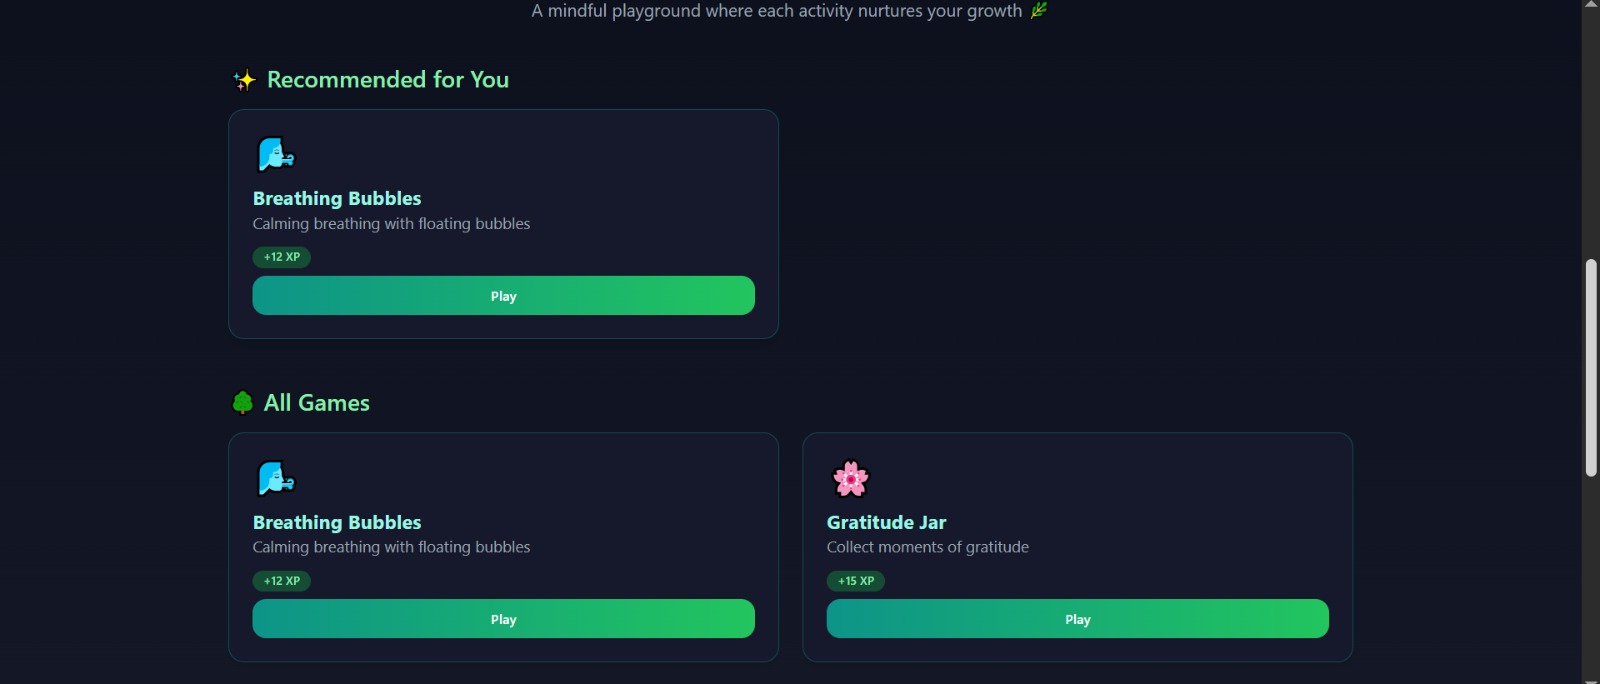 A mindful playground where each activity nurtures your growth 🌿
✨ Recommended for You
Breathing Bubbles
Calming breathing with floating bubbles
+12 XP
Play
🌳 All Games
Breathing Bubbles
Calming breathing with floating bubbles
+12 XP
Play
Gratitude Jar
Collect moments of gratitude
+15 XP
Play